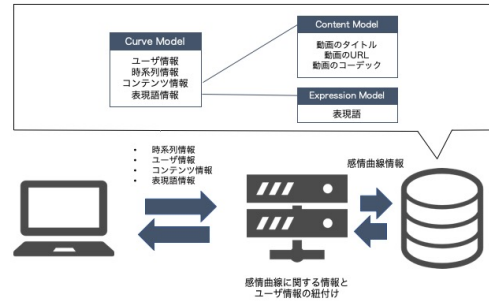 Curve Model
ユーザ情報
時系列情報
コンテンツ情報
表現語情報
Content Model
動画のタイトル
動画のURL
動画のコーデック
Expression Model
表現語
• 時系列情報
• ユーザ情報
• コンテンツ情報
• 表現語情報
感情曲線情報
感情曲線に関する情報と
ユーザ情報の紐付け